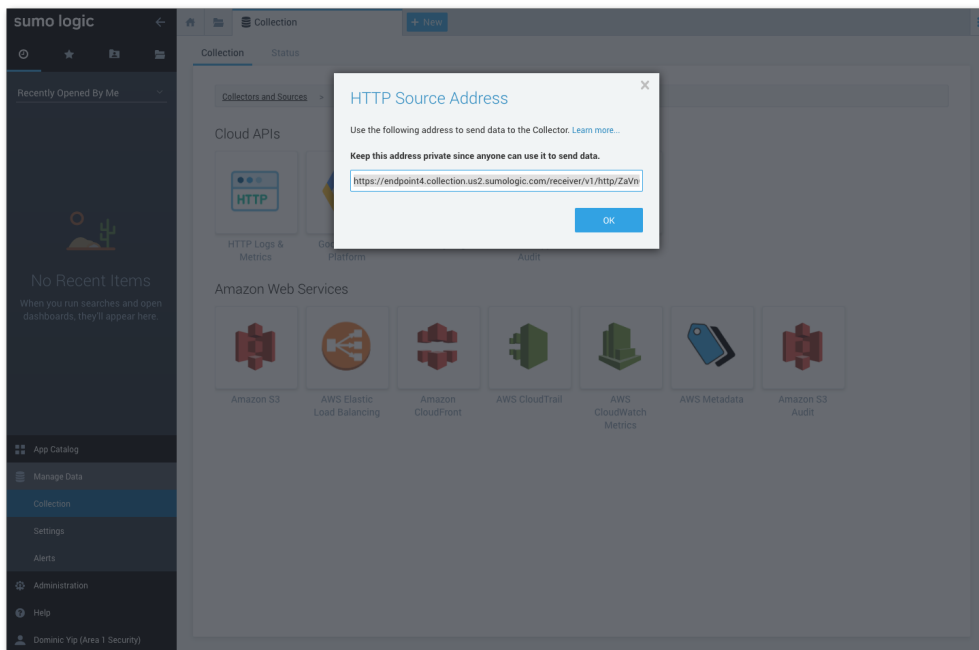 sumo logic
Collection
+ New
Collection
Status
Recently Opened By Me
Collectors and Sources
HTTP Source Address
Use the following address to send data to the Collector. Learn more...
Keep this address private since anyone can use it to send data.
https://endpoint4.collection.us2.sumologic.com/receiver/v1/http/ZaVn
OK
Cloud APIs
HTTP
HTTP Logs &
Metrics
Platform
Audit
No Recent Items
When you run searches and open
dashboards, they'll appear here.
Amazon Web Services
Amazon S3
AWS Elastic
Load Balancing
Amazon
CloudFront
AWS CloudTrail
AWS
CloudWatch
Metrics
AWS Metadata
Amazon S3
Audit
App Catalog
Manage Data
Collection
Settings
Alerts
Administration
Help
Dominic Yip (Area 1 Security)